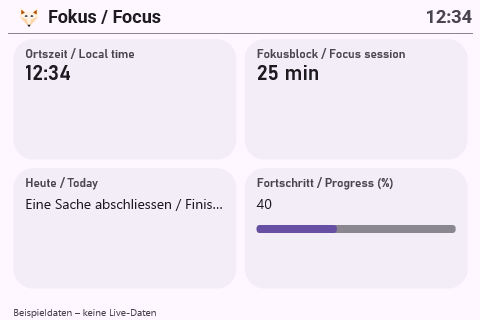 Fokus / Focus
12:34
Ortszeit / Local time
12:34
Fokusblock / Focus session
25 min
Heute / Today
Eine Sache abschliessen / Finis...
Fortschritt / Progress (%)
40
Beispieldaten – keine Live-Daten